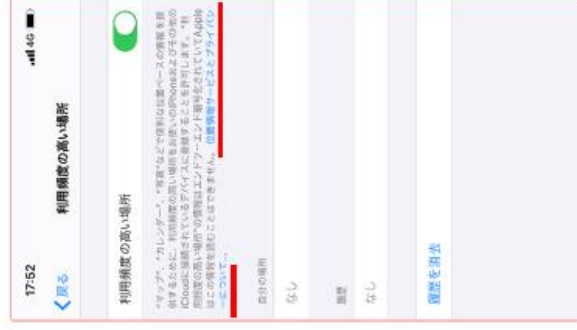 17:52
4G
戻る
利用頻度の高い場所
利用頻度の高い場所
"マップ"、"カレンダー"、"写真"などで便利な位置ベースの情報を提
供するために、利用頻度の高い場所をお使いのiPhoneおよびその他の
iCloudに接続されているデバイスに登録することを許可します。"利
用頻度の高い場所"の情報はエンドツーエンド暗号化されていてApple
はこの情報を読むことはできません。位置情報サービスとプライバシ
ーについて...
自分の場所
なし
履歴
なし
履歴を消去